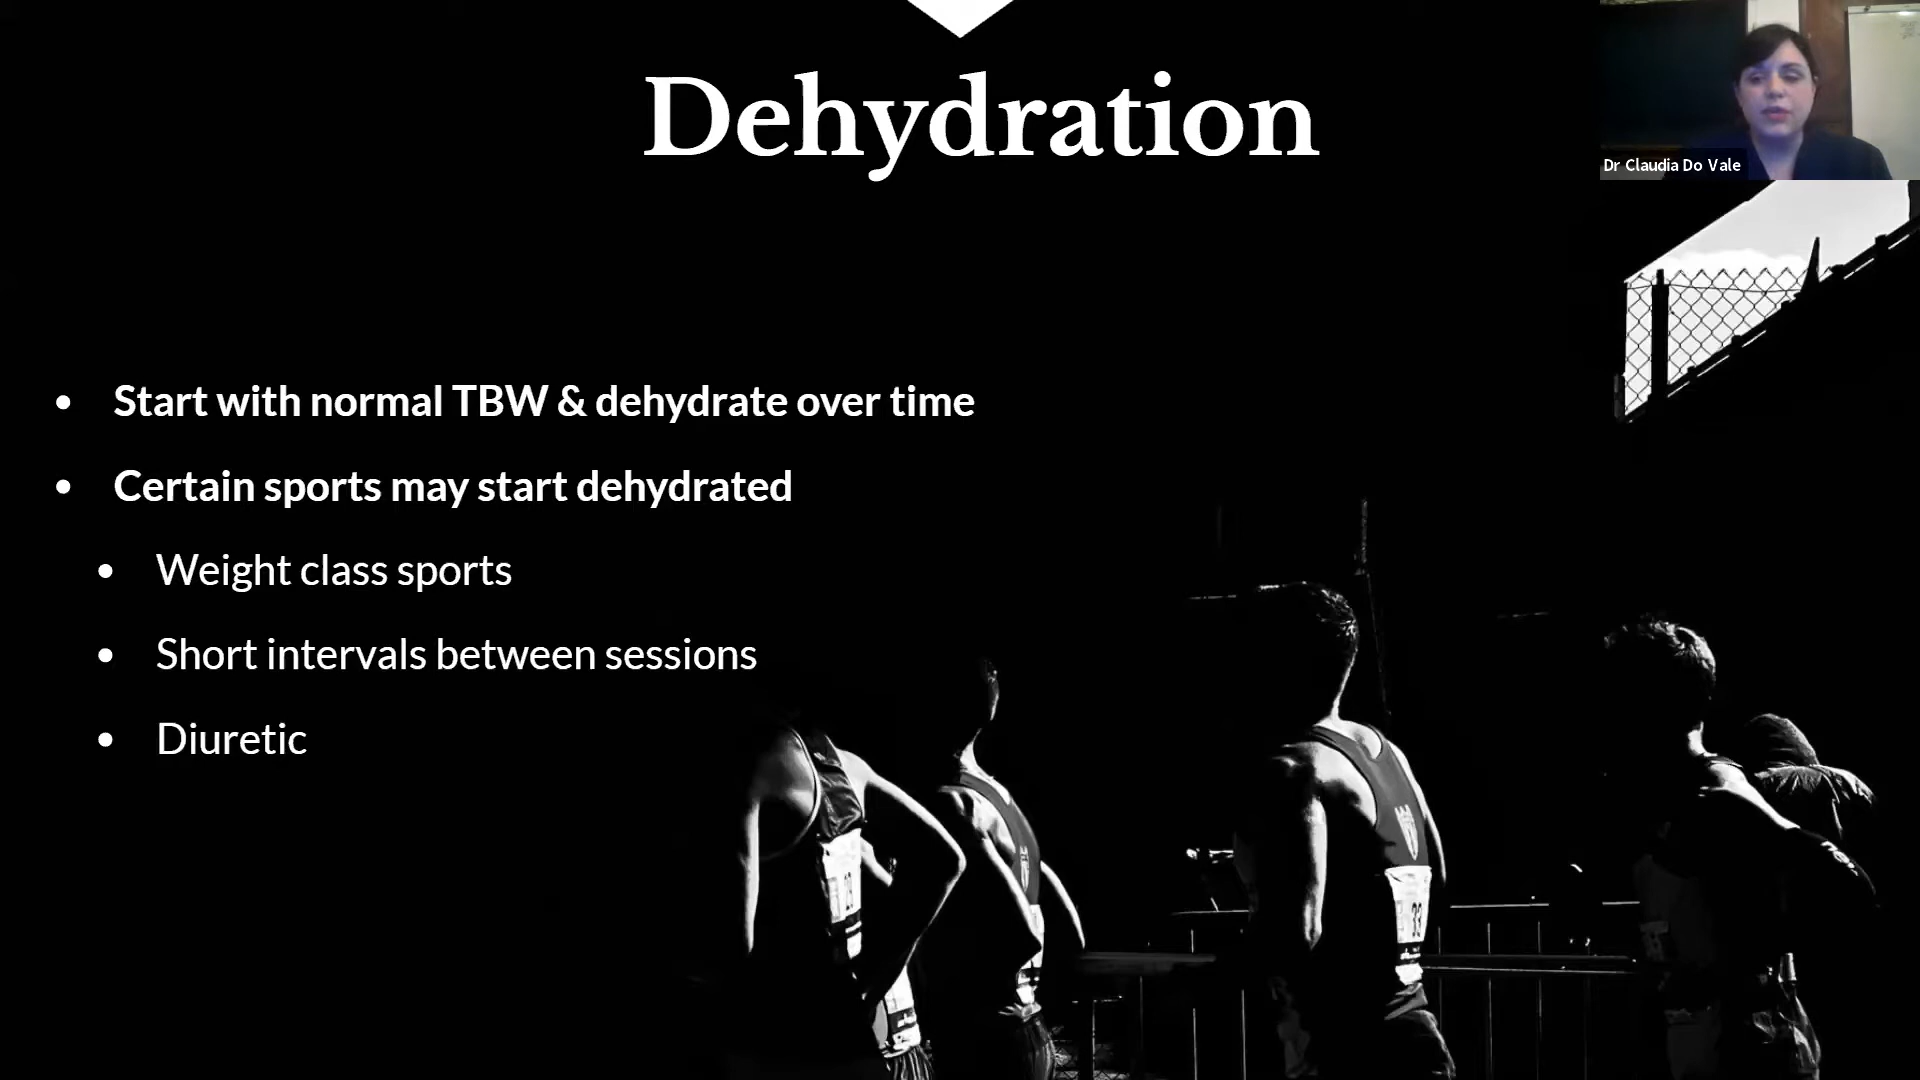 Dehydration
Dr Claudia Do Vale
Start with normal TBW & dehydrate over time
Certain sports may start dehydrated
Weight class sports
Short intervals between sessions
Diuretic
33